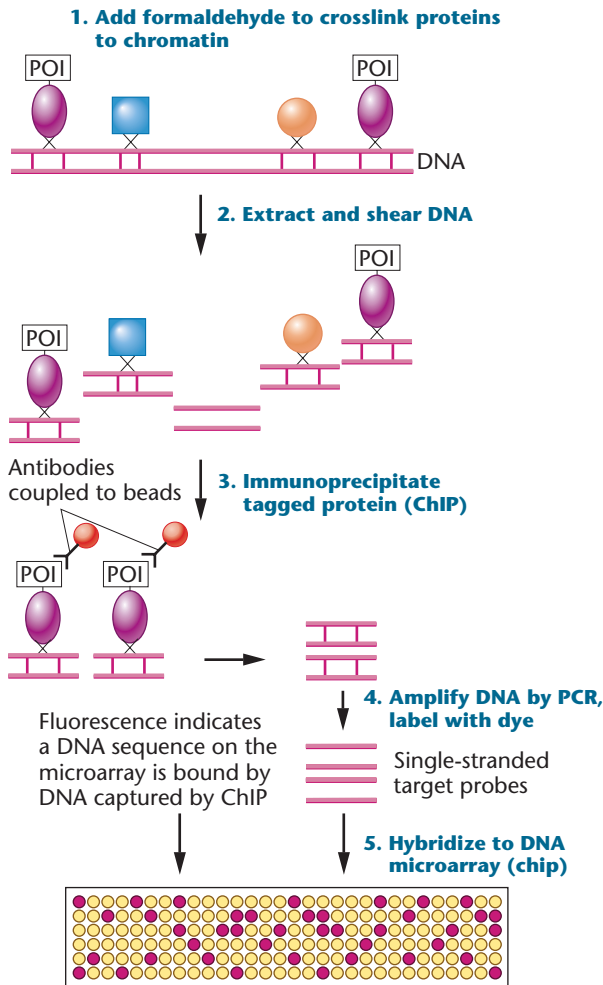 1. Add formaldehyde to crosslink proteins
to chromatin
POI
POI
DNA
2. Extract and shear DNA
POI
POI
Antibodies
coupled to beads
3. Immunoprecipitate
tagged protein (ChIP)
POI
POI
4. Amplify DNA by PCR,
label with dye
Fluorescence indicates
a DNA sequence on the
microarray is bound by
DNA captured by ChIP
Single-stranded
target probes
5. Hybridize to DNA
microarray (chip)